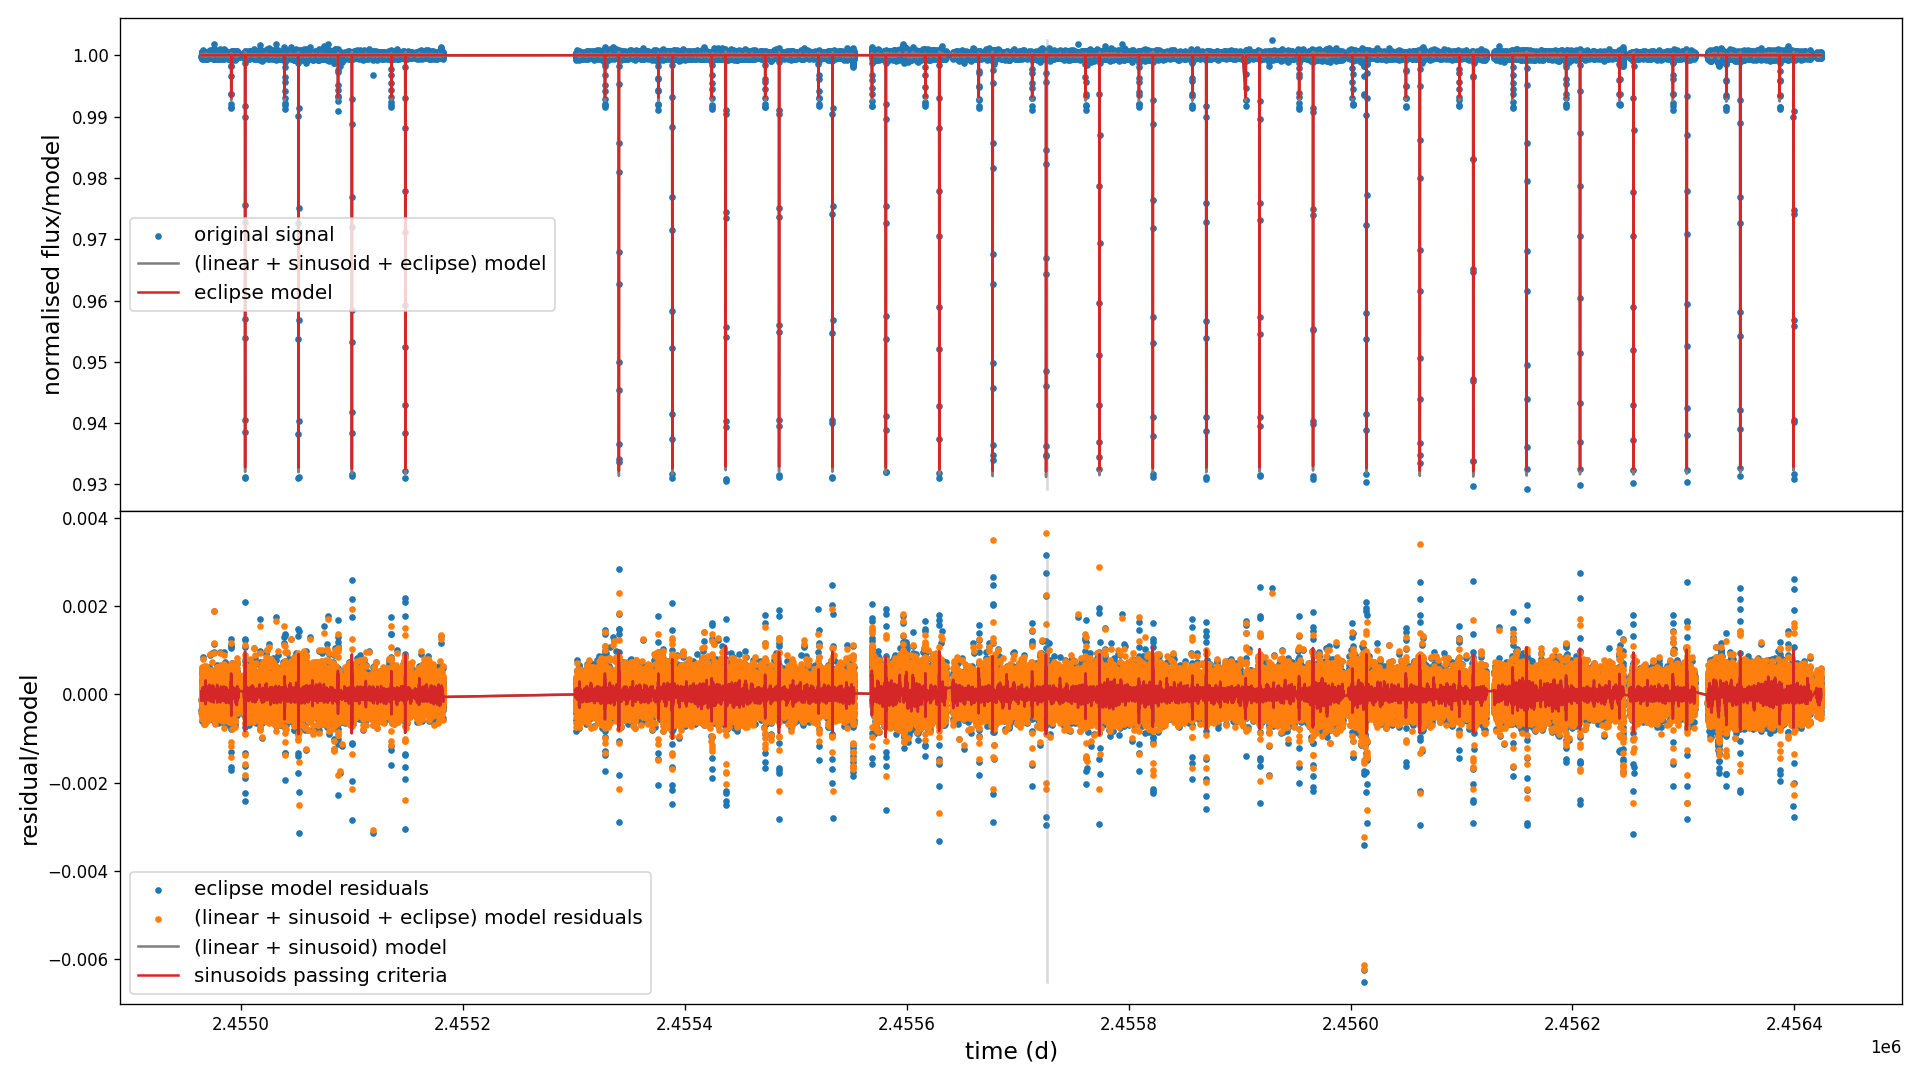 normalised flux/model
1.00
0.99
0.98
0.97
0.96
0.95
0.94
0.93
original signal
(linear + sinusoid + eclipse) model
eclipse model
residual/model
0.004
0.002
0.000
−0.002
−0.004
−0.006
eclipse model residuals
(linear + sinusoid + eclipse) model residuals
(linear + sinusoid) model
sinusoids passing criteria
2.4550 2.4552 2.4554 2.4556 2.4558 2.4560 2.4562 2.4564
time (d)
1e6